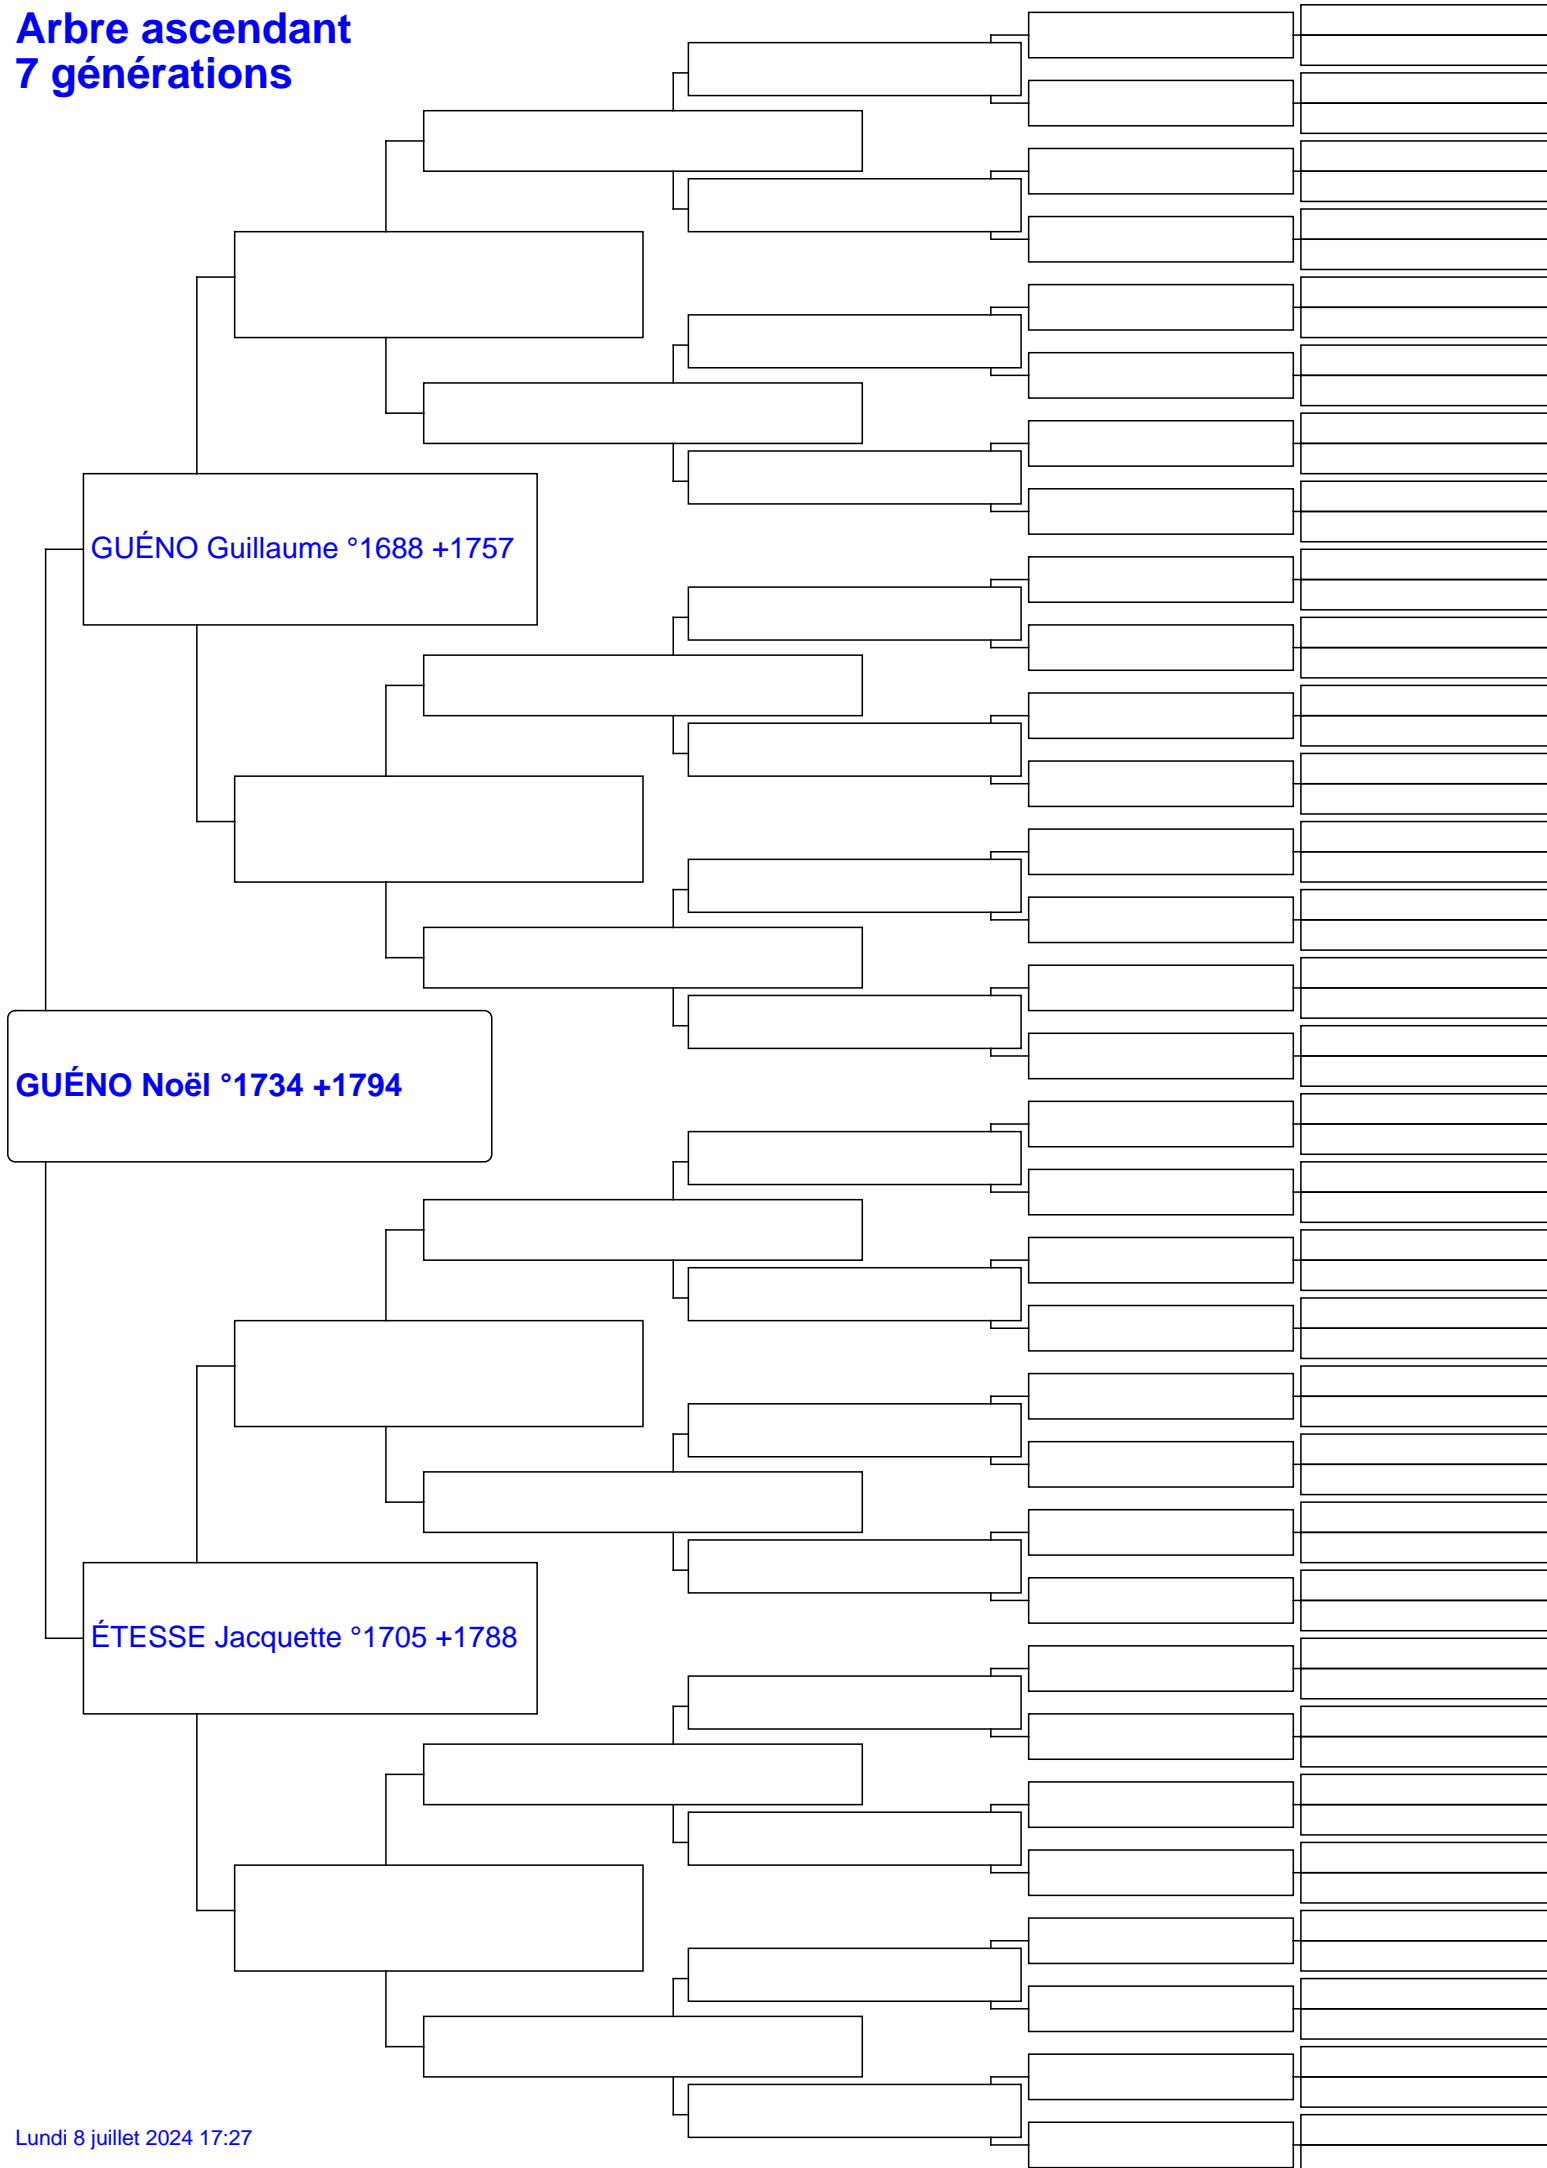 Arbre ascendant
7 générations
GUÉNO Guillaume °1688 +1757
GUÉNO Noël °1734 +1794
ÉTESSE Jacquette °1705 +1788
Lundi 8 juillet 2024 17:27